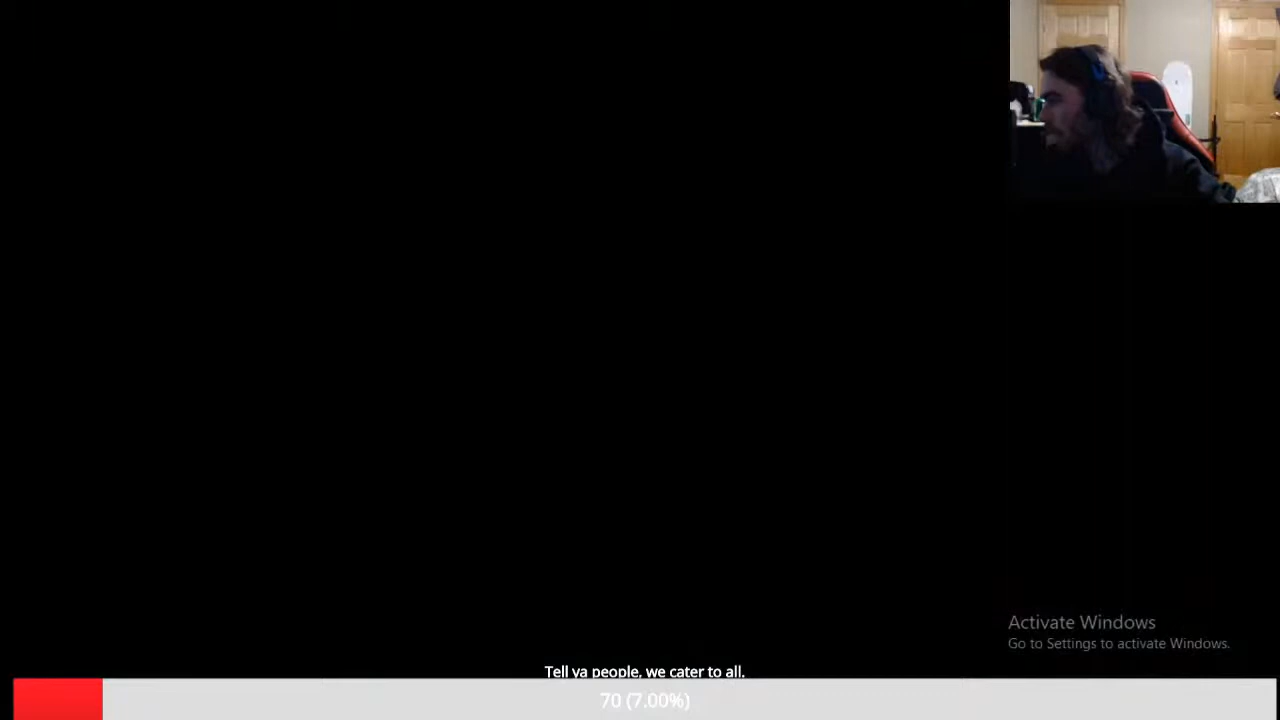 Activate Windows
Go to Settings to activate Windows.
Tell ya people, we cater to all.
70 (7.00%)